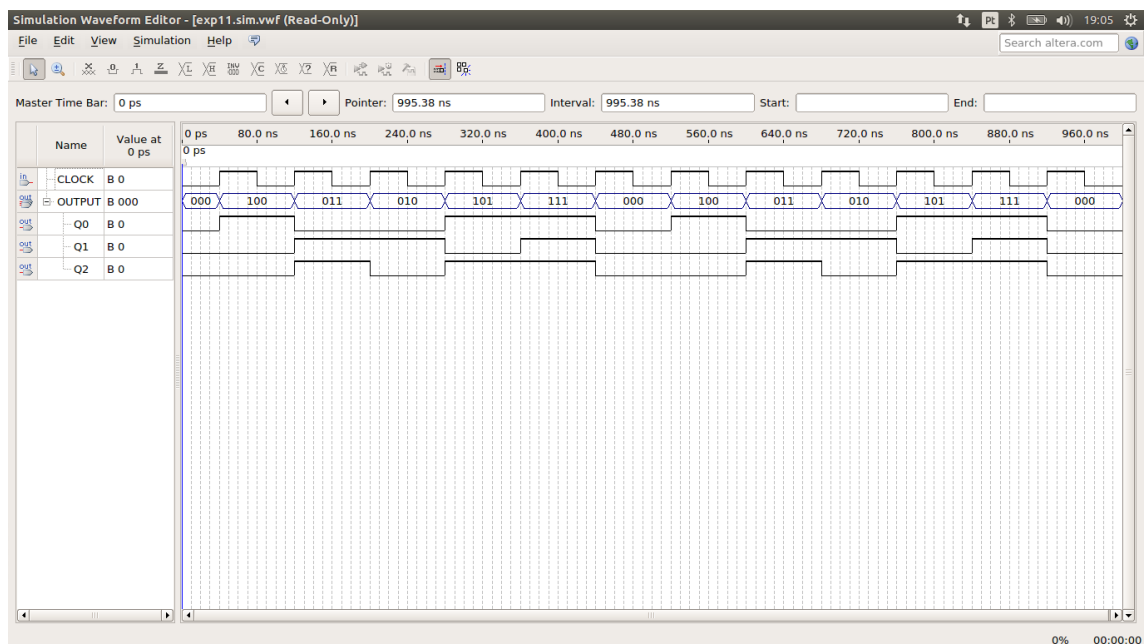 Simulation Waveform Editor - [exp11.sim.vwf (Read-Only)] Pt 19:05
File Edit View Simulation Help Search altera.com
Master Time Bar: 0 ps Pointer: 995.38 ns Interval: 995.38 ns Start: End:
Name Value at 0 ps 0 ps 80.0 ns 160.0 ns 240.0 ns 320.0 ns 400.0 ns 480.0 ns 560.0 ns 640.0 ns 720.0 ns 800.0 ns 880.0 ns 960.0 ns
0 ps
in CLOCK B 0
out OUTPUT B 000 000 100 011 010 101 111 000 100 011 010 101 111 000
out Q0 B 0
out Q1 B 0
out Q2 B 0
0% 00:00:00